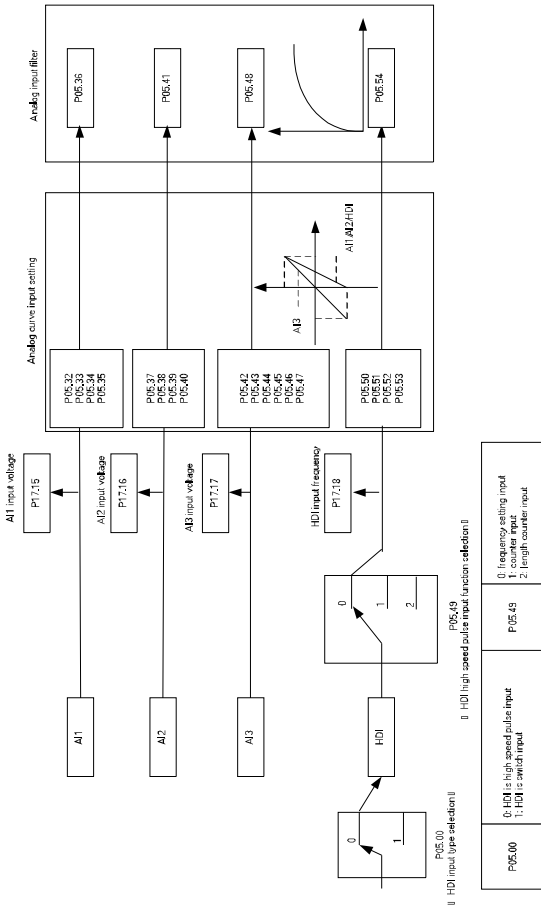 Analog input filter
P05.36
P05.41
P05.48
P05.54
Analog curve input setting
P05.32
P05.33
P05.34
P05.35
P05.37
P05.38
P05.39
P05.40
P05.42
P05.43
P05.44
P05.45
P05.46
P05.47
P05.50
P05.51
P05.52
P05.53
AI3
AI1/AI2/HDI
AI1 input voltage
P17.15
AI2 input voltage
P17.16
AI3 input voltage
P17.17
HDI input frequency
P17.18
AI1
AI2
AI3
HDI
0
1
2
P05.49
HDI high speed pulse input function selection
0
1
P05.00
HDI input type selection
P05.00
0: HDI is high speed pulse input
1: HDI is switch input
P05.49
0: frequency setting input
1: counter input
2: length counter input